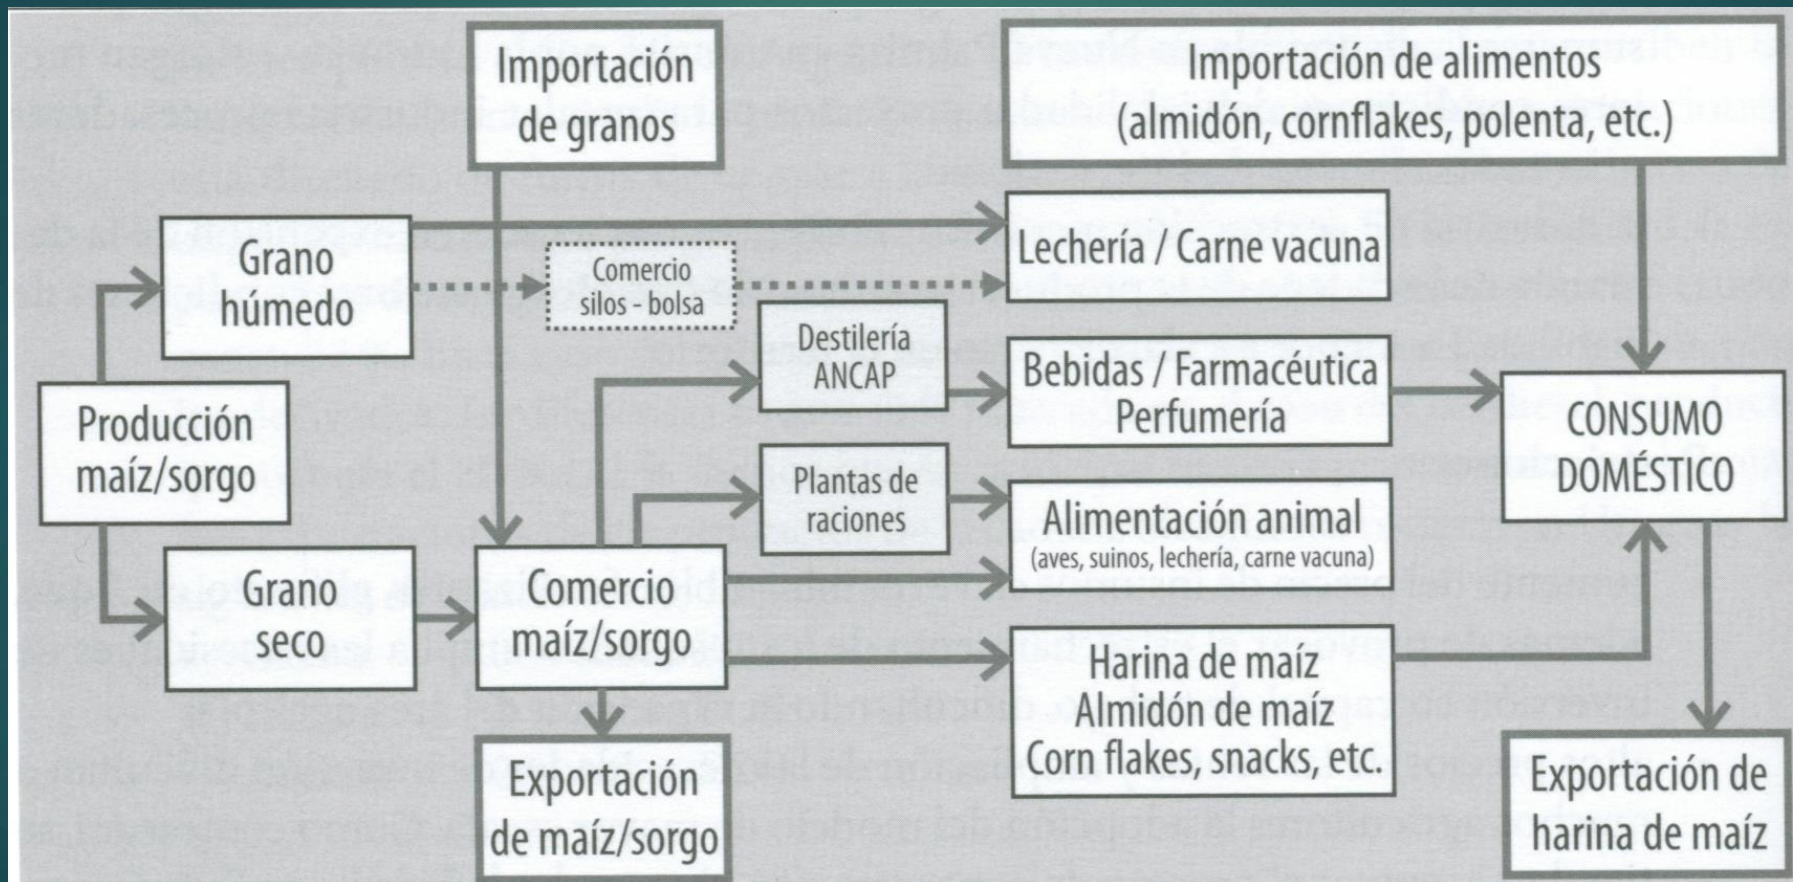 Importación
de granos
Importación de alimentos
(almidón, cornflakes, polenta, etc.)
Grano
húmedo
Comercio
silos - bolsa
Lechería / Carne vacuna
Destilería
ANCAP
Bebidas / Farmacéutica
Perfumería
Producción
maíz/sorgo
CONSUMO
DOMÉSTICO
Plantas de
raciones
Alimentación animal
(aves, suinos, lechería, carne vacuna)
Grano
seco
Comercio
maíz/sorgo
Harina de maíz
Almidón de maíz
Corn flakes, snacks, etc.
Exportación
de maíz/sorgo
Exportación de
harina de maíz